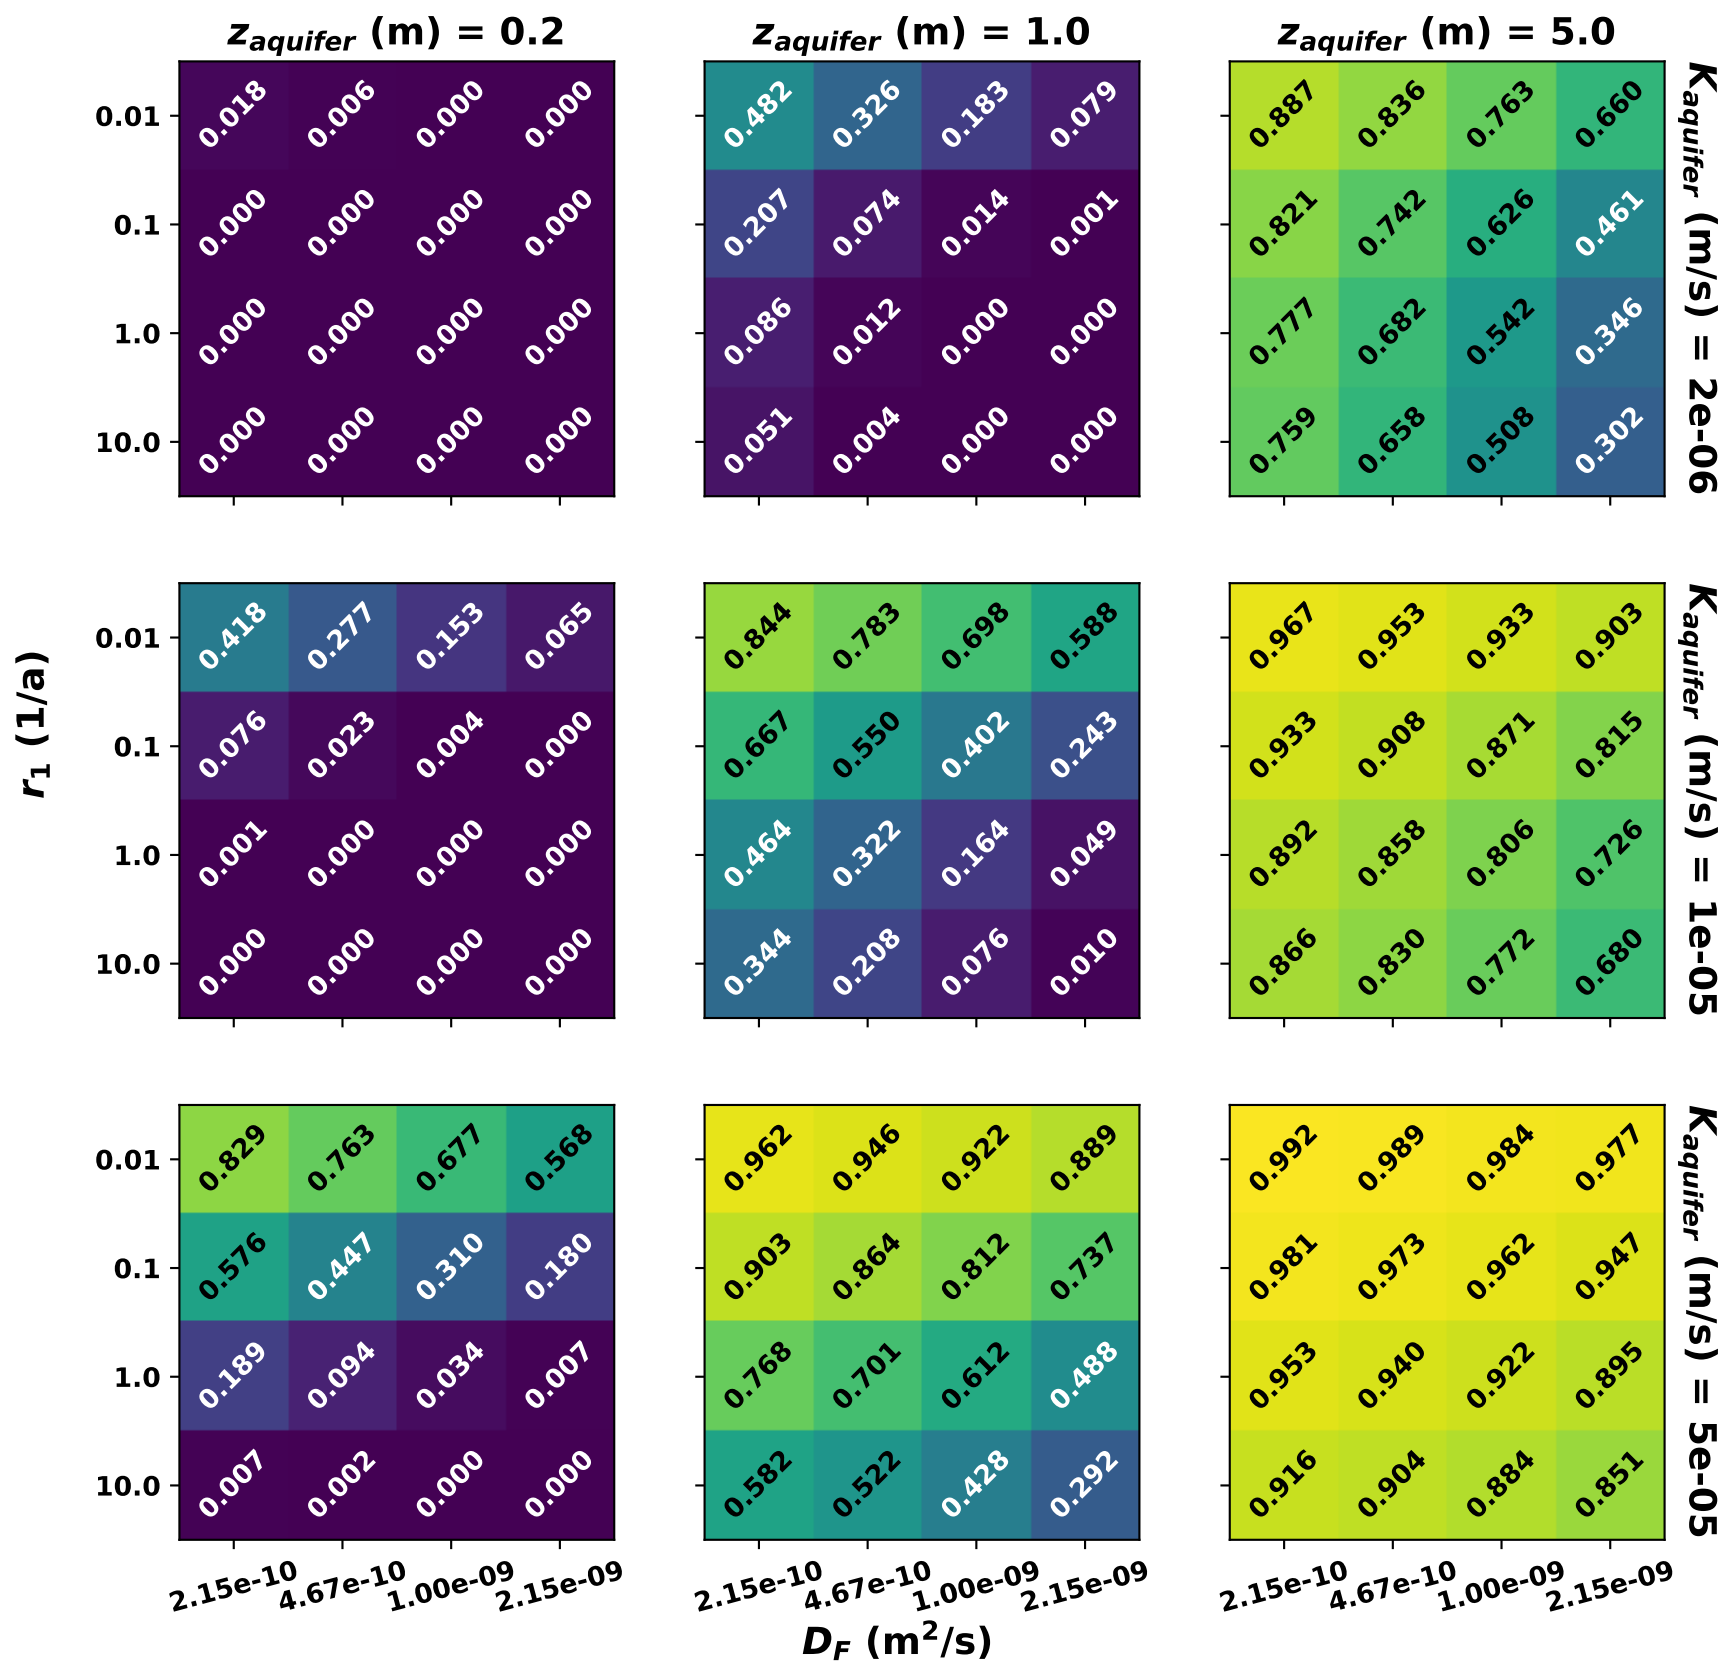 z_aquifer (m) = 0.2 z_aquifer (m) = 1.0 z_aquifer (m) = 5.0
K_aquifer (m/s) = 2e-06
0.01 0.018 0.006 0.000 0.000 0.482 0.326 0.183 0.079 0.887 0.836 0.763 0.660
0.1 0.000 0.000 0.000 0.000 0.207 0.074 0.014 0.001 0.821 0.742 0.626 0.461
1.0 0.000 0.000 0.000 0.000 0.086 0.012 0.000 0.000 0.777 0.682 0.542 0.346
10.0 0.000 0.000 0.000 0.000 0.051 0.004 0.000 0.000 0.759 0.658 0.508 0.302
r₁ (1/a)
K_aquifer (m/s) = 1e-05
0.01 0.418 0.277 0.153 0.065 0.844 0.783 0.698 0.588 0.967 0.953 0.933 0.903
0.1 0.076 0.023 0.004 0.000 0.667 0.550 0.402 0.243 0.933 0.908 0.871 0.815
1.0 0.001 0.000 0.000 0.000 0.464 0.322 0.164 0.049 0.892 0.858 0.806 0.726
10.0 0.000 0.000 0.000 0.000 0.344 0.208 0.076 0.010 0.866 0.830 0.772 0.680
K_aquifer (m/s) = 5e-05
0.01 0.829 0.763 0.677 0.568 0.962 0.946 0.922 0.889 0.992 0.989 0.984 0.977
0.1 0.576 0.447 0.310 0.180 0.903 0.864 0.812 0.737 0.981 0.973 0.962 0.947
1.0 0.189 0.094 0.034 0.007 0.768 0.701 0.612 0.488 0.953 0.940 0.922 0.895
10.0 0.007 0.002 0.000 0.000 0.582 0.522 0.428 0.292 0.916 0.904 0.884 0.851
2.15e-10 4.67e-10 1.00e-09 2.15e-09 2.15e-10 4.67e-10 1.00e-09 2.15e-09 2.15e-10 4.67e-10 1.00e-09 2.15e-09
D_F (m²/s)